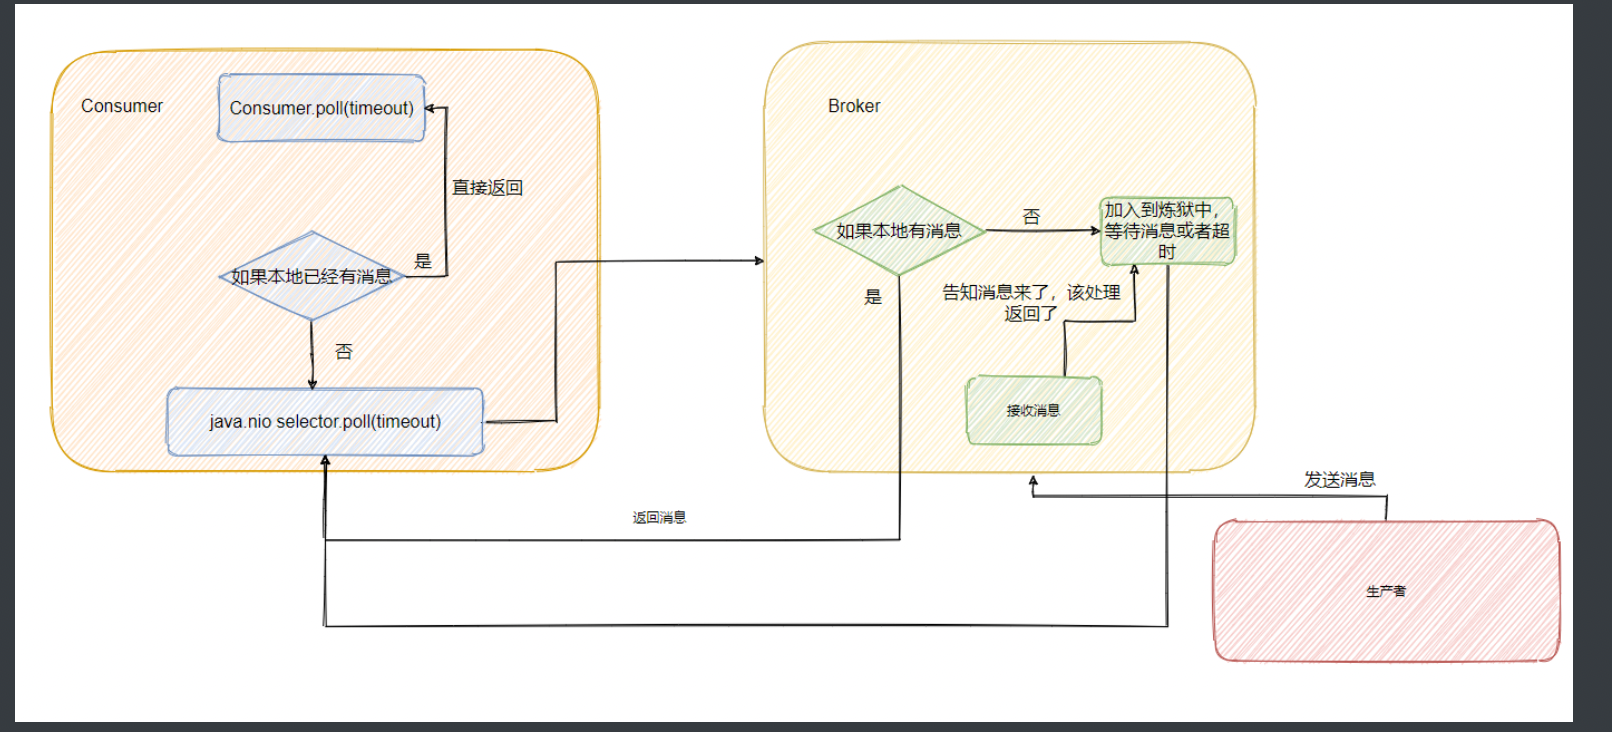 Consumer
Consumer.poll(timeout)
直接返回
如果本地已经有消息
是
否
java.nio selector.poll(timeout)
Broker
如果本地有消息
否
加入到炼狱中，
等待消息或者超
时
是
告知消息来了，该处理
返回了
接收消息
返回消息
发送消息
生产者